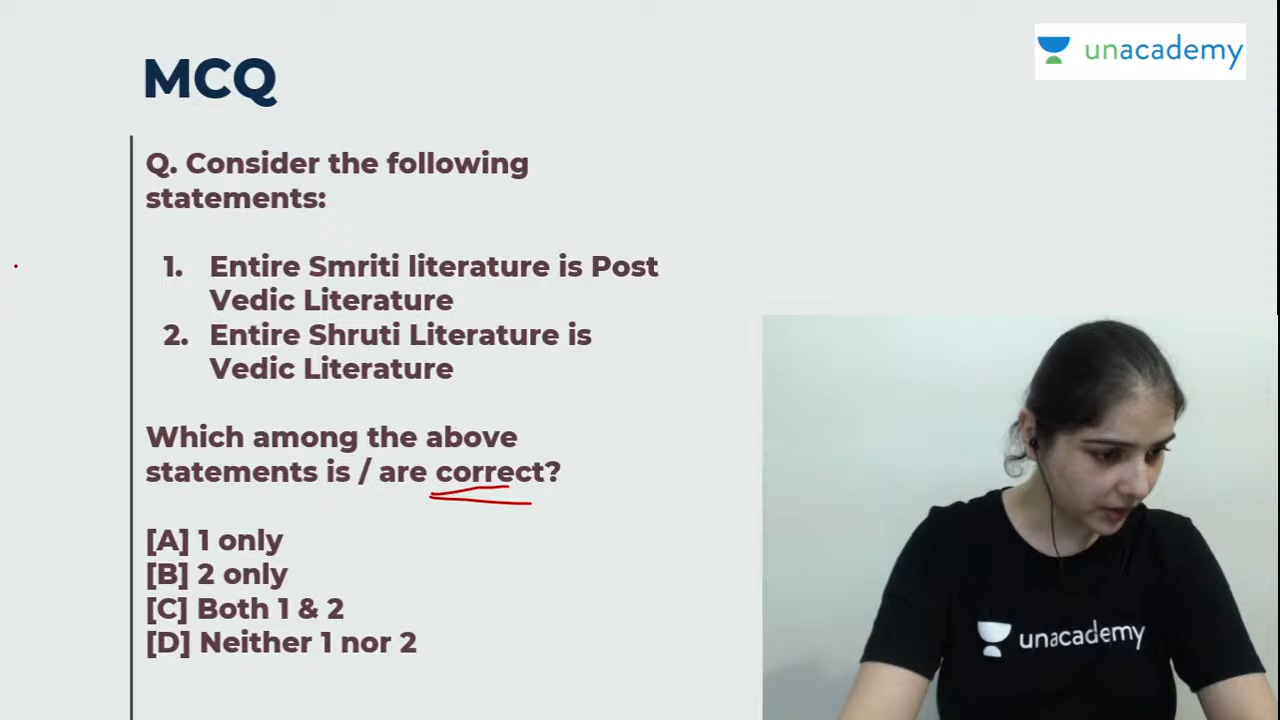 unacademy
MCQ
Q. Consider the following
statements:
1. Entire Smriti literature is Post
Vedic Literature
2. Entire Shruti Literature is
Vedic Literature
Which among the above
statements is / are correct?
[A] 1 only
[B] 2 only
[C] Both 1 & 2
[D] Neither 1 nor 2
unacademy